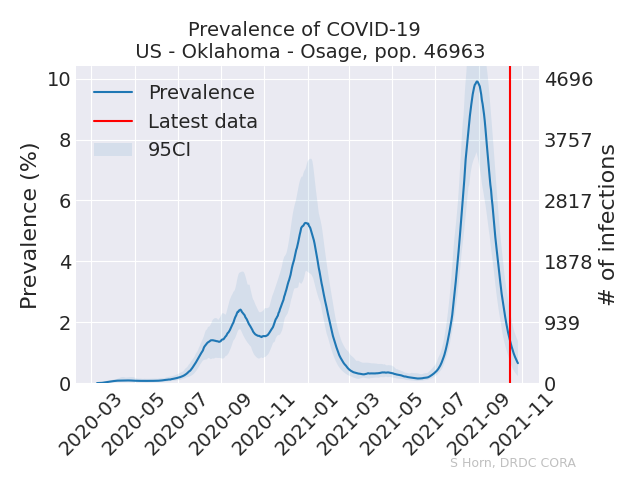 Prevalence of COVID-19
US - Oklahoma - Osage, pop. 46963
Prevalence (%)
10
8
6
4
2
0
Prevalence
Latest data
95CI
4696
3757
2817
1878
939
0
# of infections
2020-03
2020-05
2020-07
2020-09
2020-11
2021-01
2021-03
2021-05
2021-07
2021-09
2021-11
S Horn, DRDC CORA